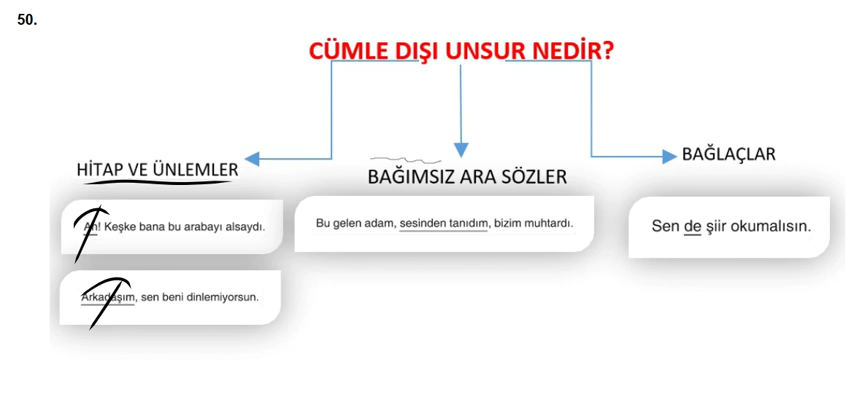 50.
CÜMLE DIŞI UNSUR NEDİR?
HİTAP VE ÜNLEMLER
BAĞIMSIZ ARA SÖZLER
BAĞLAÇLAR
Ah! Keşke bana bu arabayı alsaydı.
Bu gelen adam, sesinden tanıdım, bizim muhtardı.
Sen de şiir okumalısın.
Arkadaşım, sen beni dinlemiyorsun.